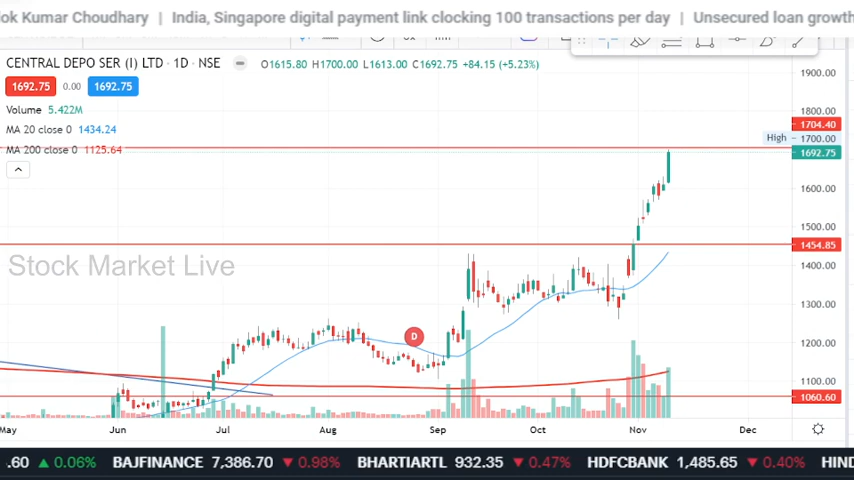 ok Kumar Choudhary | India, Singapore digital payment link clocking 100 transactions per day | Unsecured loan growth
CENTRAL DEPO SER (I) LTD · 1D · NSE O1615.80 H1700.00 L1613.00 C1692.75 +84.15 (+5.23%)
1692.75 0.00 1692.75
Volume 5.422M
MA 20 close 0 1434.24
MA 200 close 0 1125.64
1900.00
1800.00
1704.40
High 1700.00
1692.75
1600.00
1500.00
1454.85
1400.00
1300.00
1200.00
1100.00
1060.60
Stock Market Live
D
May Jun Jul Aug Sep Oct Nov Dec
.60 ▲ 0.06% BAJFINANCE 7,386.70 ▼ 0.98% BHARTIARTL 932.35 ▼ 0.47% HDFCBANK 1,485.65 ▼ 0.40% HIND